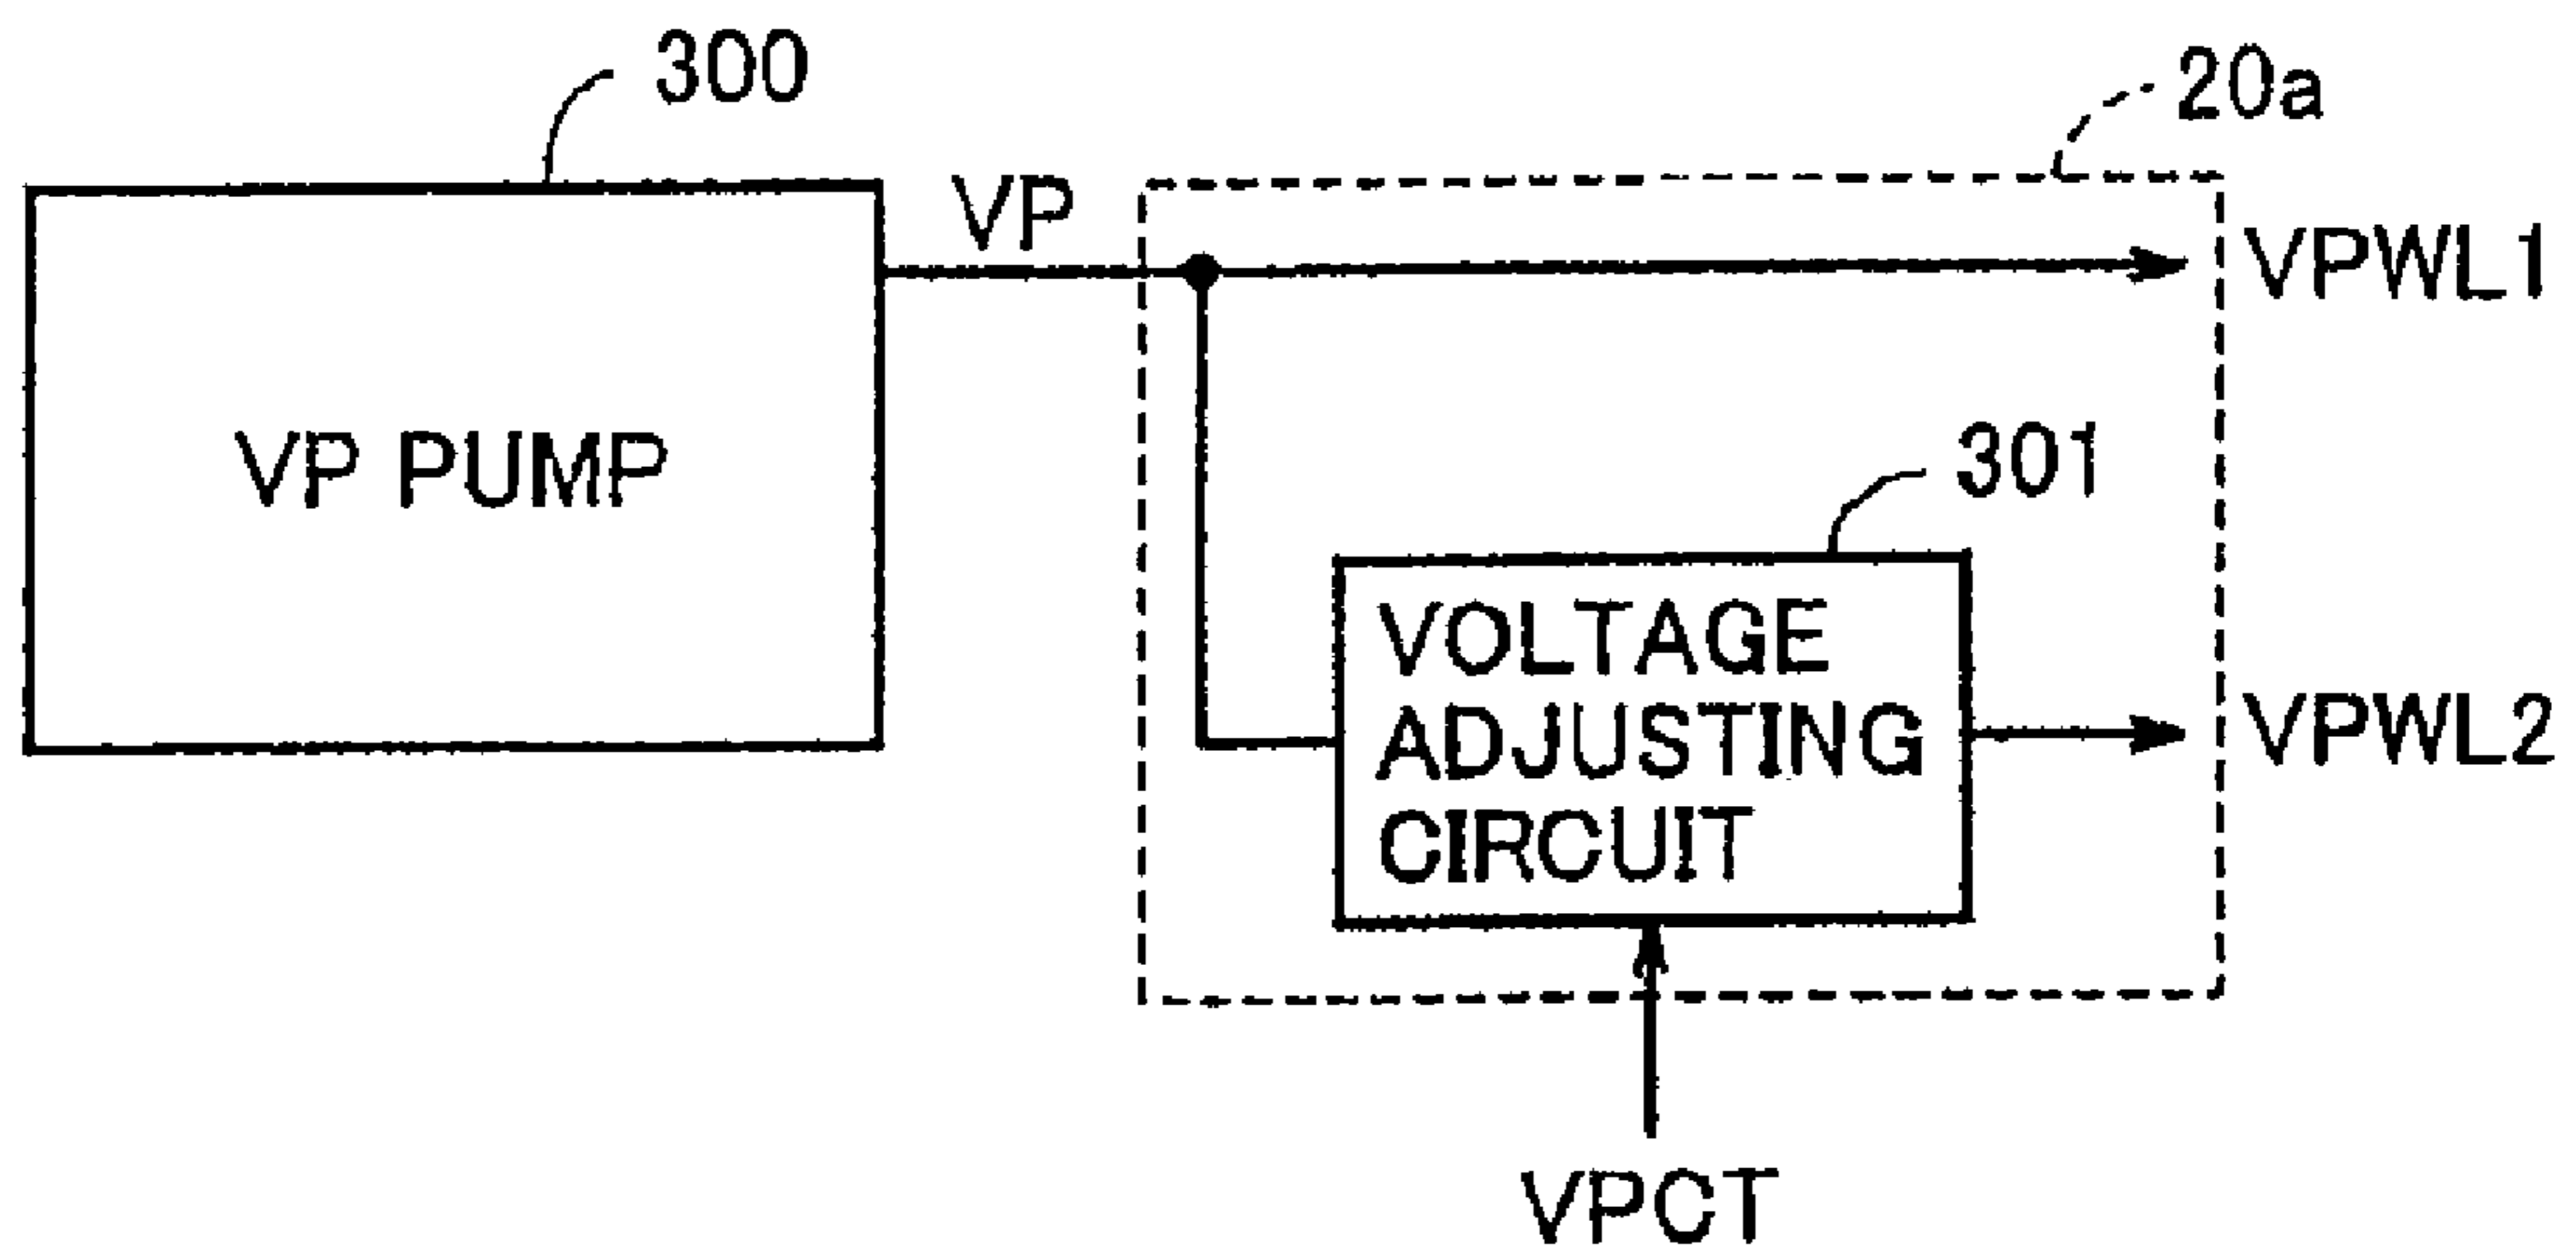 300
20a
VP
VPWL1
VP PUMP
301
VOLTAGE
ADJUSTING
CIRCUIT
VPWL2
VPCT